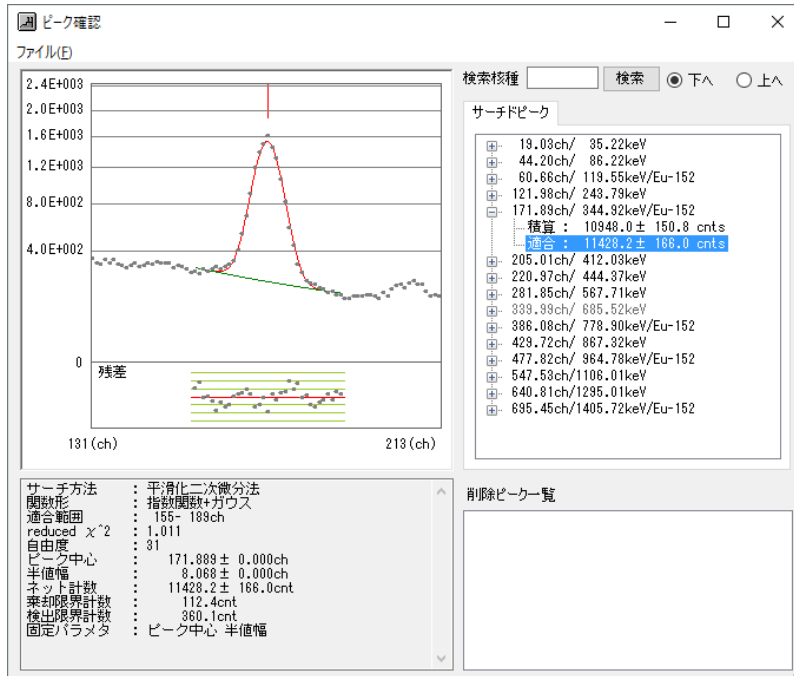 ピーク確認
ファイル(F)
2.4E+003
2.0E+003
1.6E+003
1.2E+003
8.0E+002
4.0E+002
0
残差
131(ch)
213(ch)
検索核種
検索
下へ
上へ
サーチドピーク
19.03ch/ 35.22keV
44.20ch/ 86.22keV
60.66ch/ 119.55keV/Eu-152
121.98ch/ 243.79keV
171.89ch/ 344.92keV/Eu-152
積算 : 10948.0± 150.8 cnts
適合 : 11428.2± 166.0 cnts
205.01ch/ 412.03keV
220.97ch/ 444.37keV
281.85ch/ 567.71keV
339.99ch/ 685.52keV
386.08ch/ 778.90keV/Eu-152
429.72ch/ 867.32keV
477.82ch/ 964.78keV/Eu-152
547.53ch/1106.01keV
640.81ch/1295.01keV
695.45ch/1405.72keV/Eu-152
サーチ方法 : 平滑化二次微分法
関数形 : 指数関数+ガウス
適合範囲 : 155- 189ch
reduced χ^2 : 1.011
自由度 : 31
ピーク中心 : 171.889± 0.000ch
半値幅 : 8.068± 0.000ch
ネット計数 : 11428.2± 166.0cnt
棄却限界計数 : 112.4cnt
検出限界計数 : 360.1cnt
固定パラメタ : ピーク中心 半値幅
削除ピーク一覧